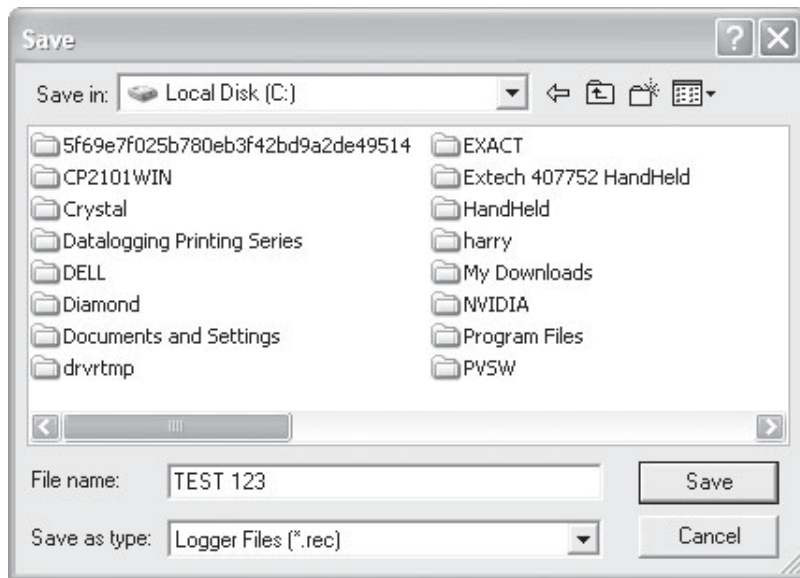 Save
Save in: Local Disk (C:)
5f69e7f025b780eb3f42bd9a2de49514
CP2101WIN
Crystal
Datalogging Printing Series
DELL
Diamond
Documents and Settings
drvrtmp
EXACT
Extech 407752 HandHeld
HandHeld
harry
My Downloads
NVIDIA
Program Files
PVSW
File name: TEST 123
Save
Save as type: Logger Files (*.rec)
Cancel